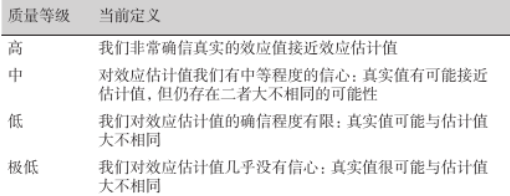 质量等级 当前定义
高 我们非常确信真实的效应值接近效应估计值
中 对效应估计值我们有中等程度的信心：真实值有可能接近
估计值，但仍存在二者大不相同的可能性
低 我们对效应估计值的确信程度有限：真实值可能与估计值
大不相同
极低 我们对效应估计值几乎没有信心：真实值很可能与估计值
大不相同